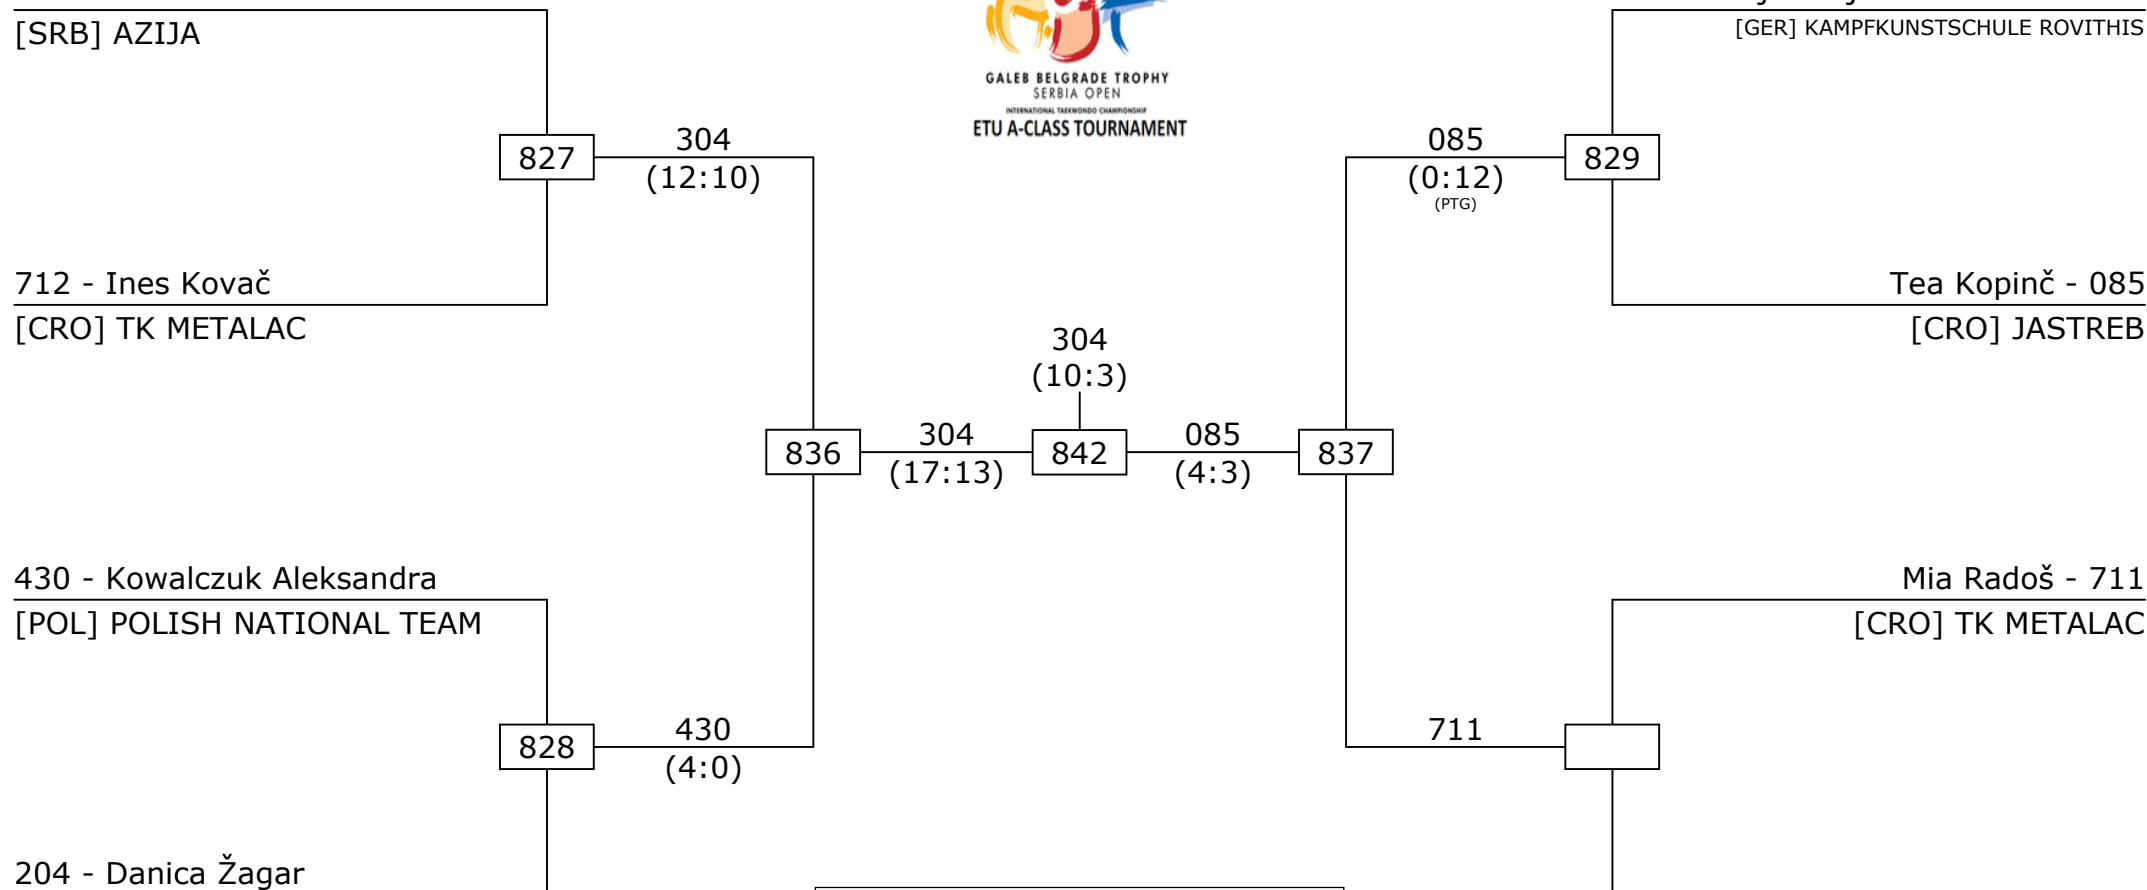 [SRB] AZIJA
[GER] KAMPFKUNSTSCHULE ROVITHIS
GALEB BELGRADE TROPHY
SERBIA OPEN
INTERNATIONAL TAEKWONDO CHAMPIONSHIP
ETU A-CLASS TOURNAMENT
827
304
(12:10)
085
(0:12)
(PTG)
829
712 - Ines Kovač
[CRO] TK METALAC
Tea Kopinč - 085
[CRO] JASTREB
304
(10:3)
836
304
(17:13)
842
085
(4:3)
837
430 - Kowalczuk Aleksandra
[POL] POLISH NATIONAL TEAM
Mia Radoš - 711
[CRO] TK METALAC
828
430
(4:0)
711
204 - Danica Žagar